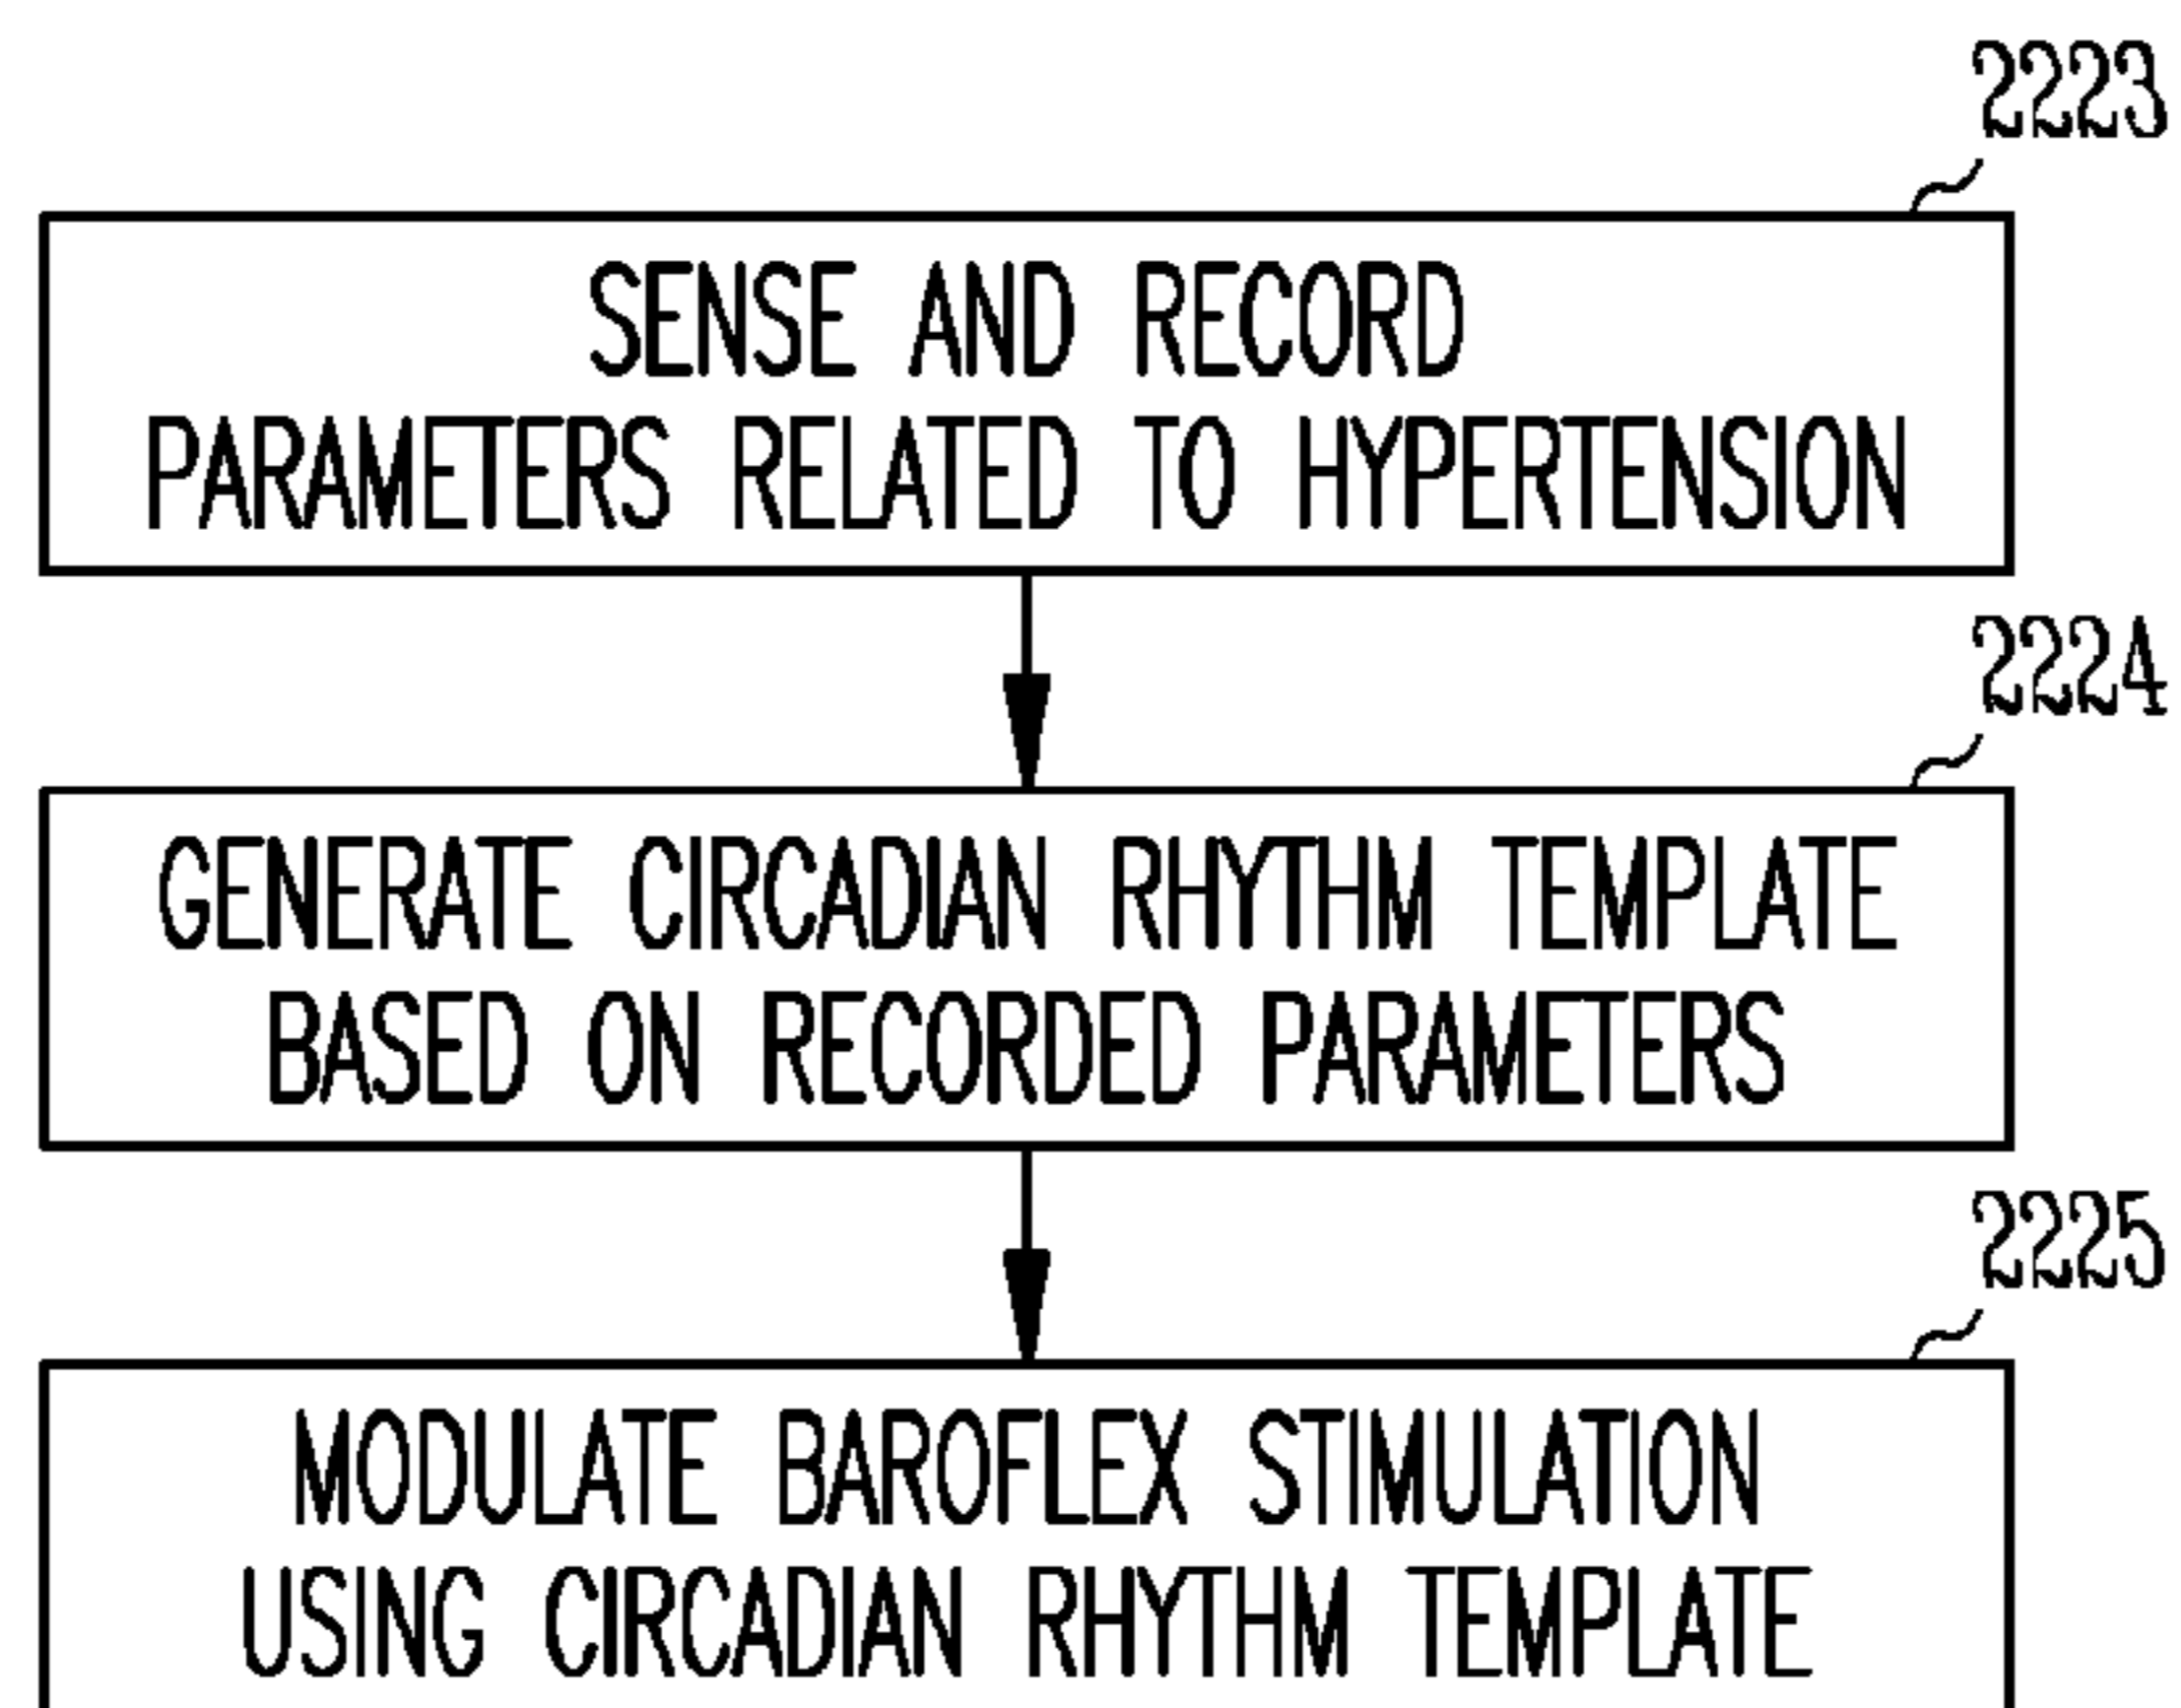 2223
SENSE AND RECORD
PARAMETERS RELATED TO HYPERTENSION
2224
GENERATE CIRCADIAN RHYTHM TEMPLATE
BASED ON RECORDED PARAMETERS
2225
MODULATE BAROFLEX STIMULATION
USING CIRCADIAN RHYTHM TEMPLATE